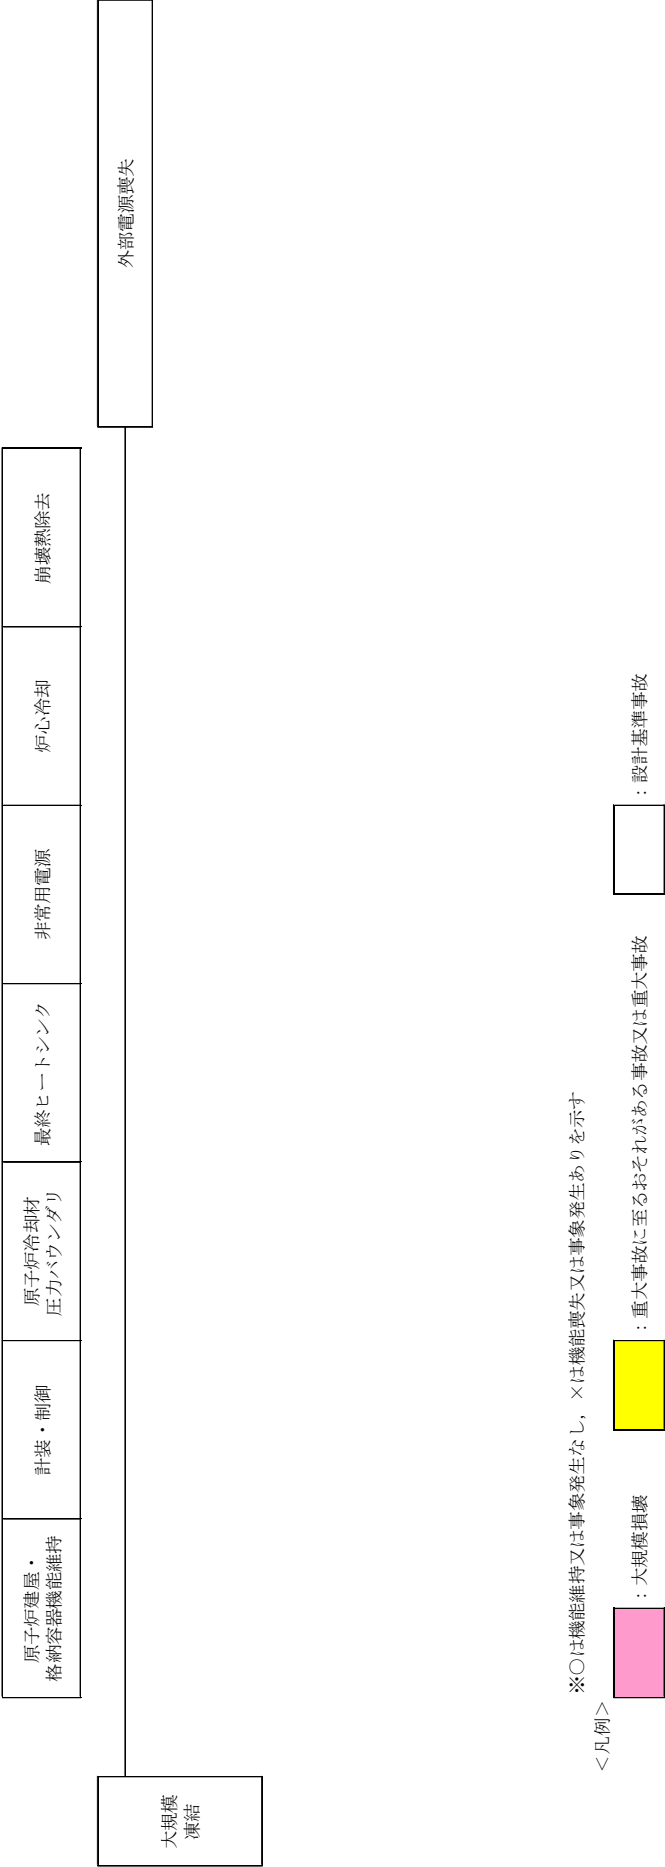 原子炉建屋・
格納容器機能維持
計装・制御
原子炉冷却材
圧力バウンダリ
最終ヒートシンク
非常用電源
炉心冷却
崩壊熱除去
大規模
凍結
外部電源喪失
※○は機能維持又は事象発生なし，×は機能喪失又は事象発生ありを示す
＜凡例＞
：大規模損壊
：重大事故に至るおそれがある事故又は重大事故
：設計基準事故